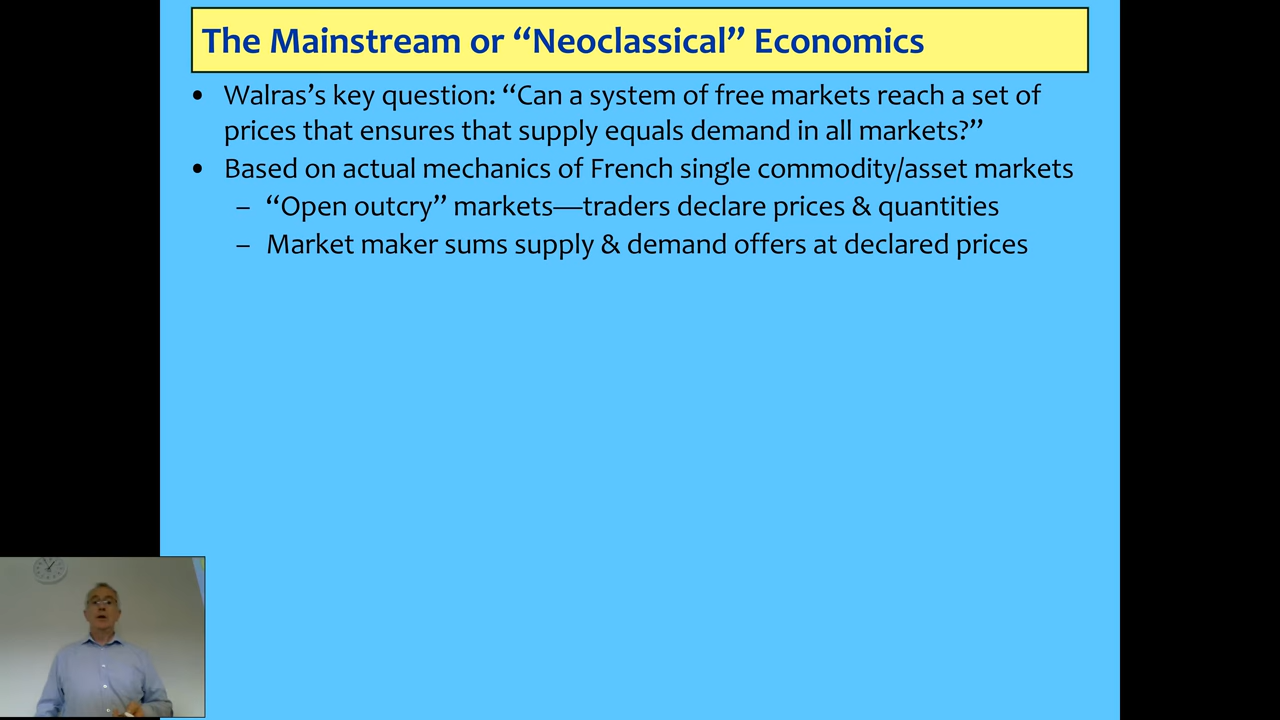 The Mainstream or “Neoclassical” Economics
• Walras’s key question: “Can a system of free markets reach a set of
prices that ensures that supply equals demand in all markets?”
• Based on actual mechanics of French single commodity/asset markets
– “Open outcry” markets—traders declare prices & quantities
– Market maker sums supply & demand offers at declared prices